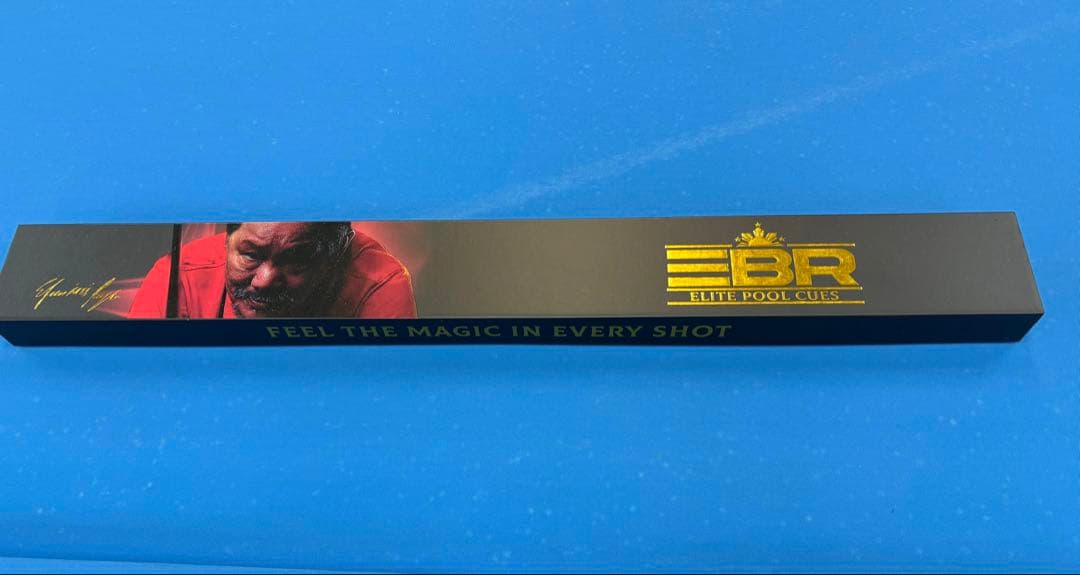 EBR
ELITE POOL CUES
FEEL THE MAGIC IN EVERY SHOT